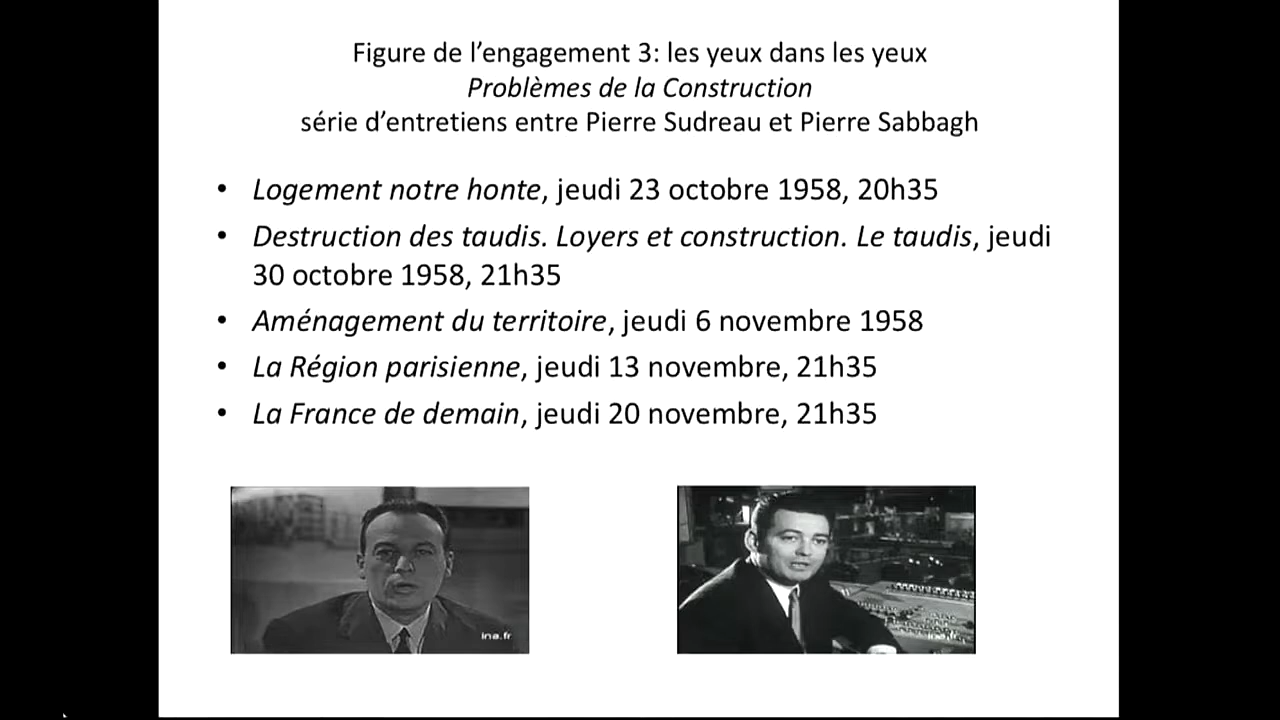 Figure de l’engagement 3: les yeux dans les yeux
Problèmes de la Construction
série d’entretiens entre Pierre Sudreau et Pierre Sabbagh
• Logement notre honte, jeudi 23 octobre 1958, 20h35
• Destruction des taudis. Loyers et construction. Le taudis, jeudi
30 octobre 1958, 21h35
• Aménagement du territoire, jeudi 6 novembre 1958
• La Région parisienne, jeudi 13 novembre, 21h35
• La France de demain, jeudi 20 novembre, 21h35
ina.fr
ina.fr